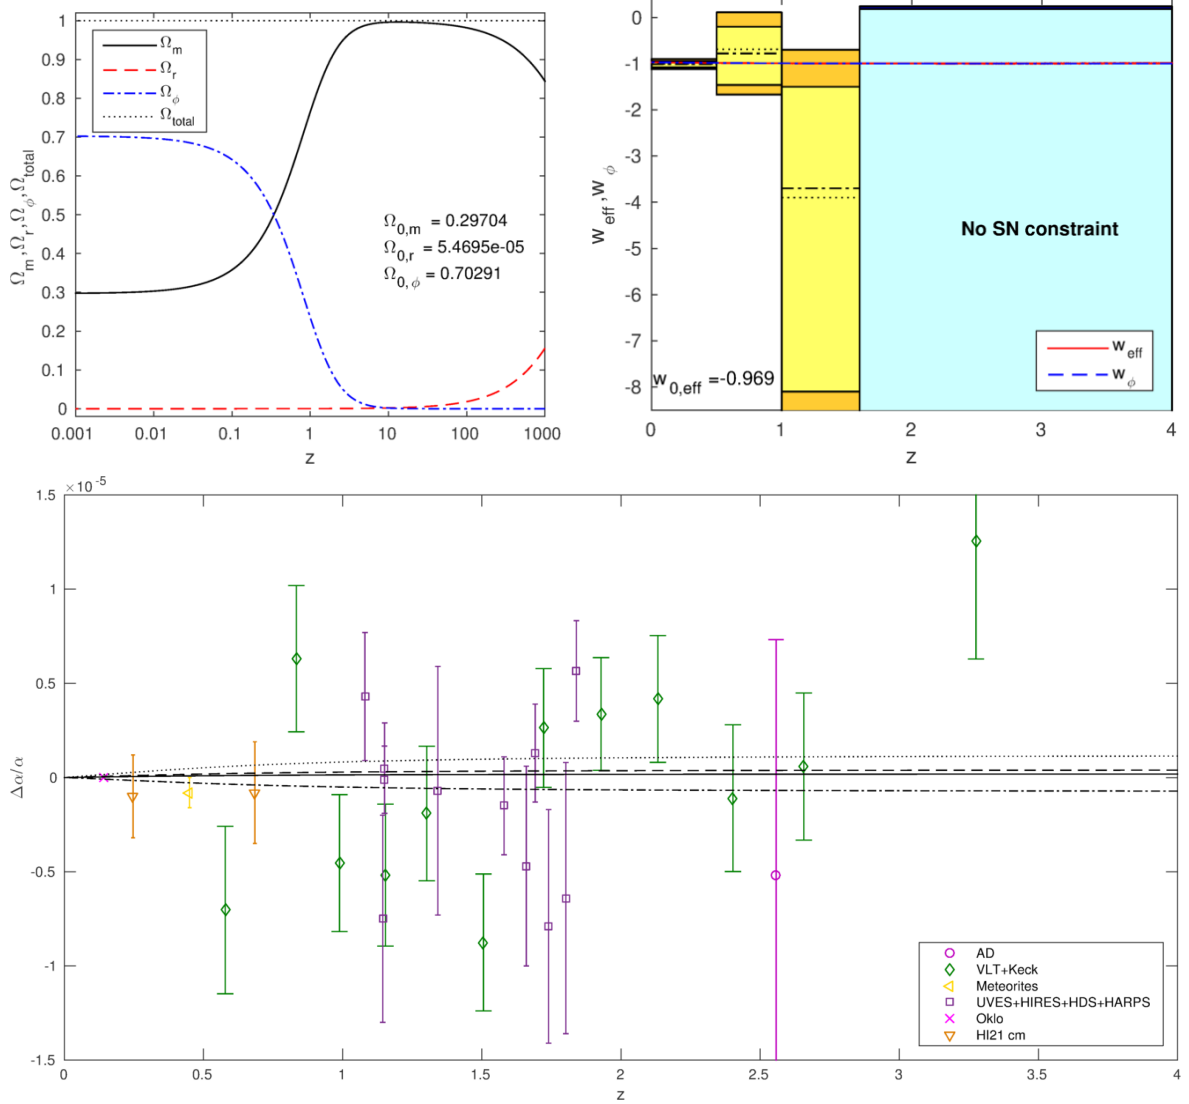 1
0.9
0.8
0.7
0.6
0.5
0.4
0.3
0.2
0.1
0
Ω_m, Ω_r, Ω_ϕ, Ω_total
Ω_m
Ω_r
Ω_ϕ
Ω_total
Ω_0,m = 0.29704
Ω_0,r = 5.4695e-05
Ω_0,ϕ = 0.70291
0.001 0.01 0.1 1 10 100 1000
z
0
-1
-2
-3
-4
-5
-6
-7
-8
w_eff, w_ϕ
No SN constraint
w_eff
w_ϕ
w_0,eff =-0.969
0 1 2 3 4
z
×10^-5
1.5
1
0.5
0
-0.5
-1
-1.5
Δα/α
AD
VLT+Keck
Meteorites
UVES+HIRES+HDS+HARPS
Oklo
HI21 cm
0 0.5 1 1.5 2 2.5 3 3.5 4
z